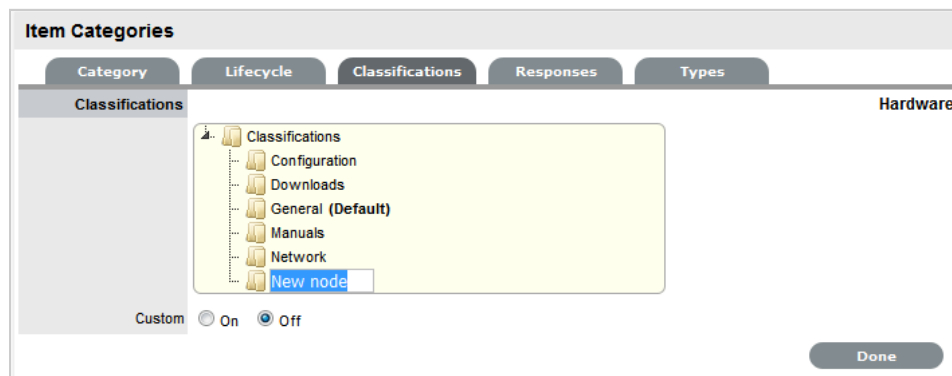 Item Categories
Category Lifecycle Classifications Responses Types
Classifications Hardware
Classifications
Configuration
Downloads
General (Default)
Manuals
Network
New node
Custom On Off
Done